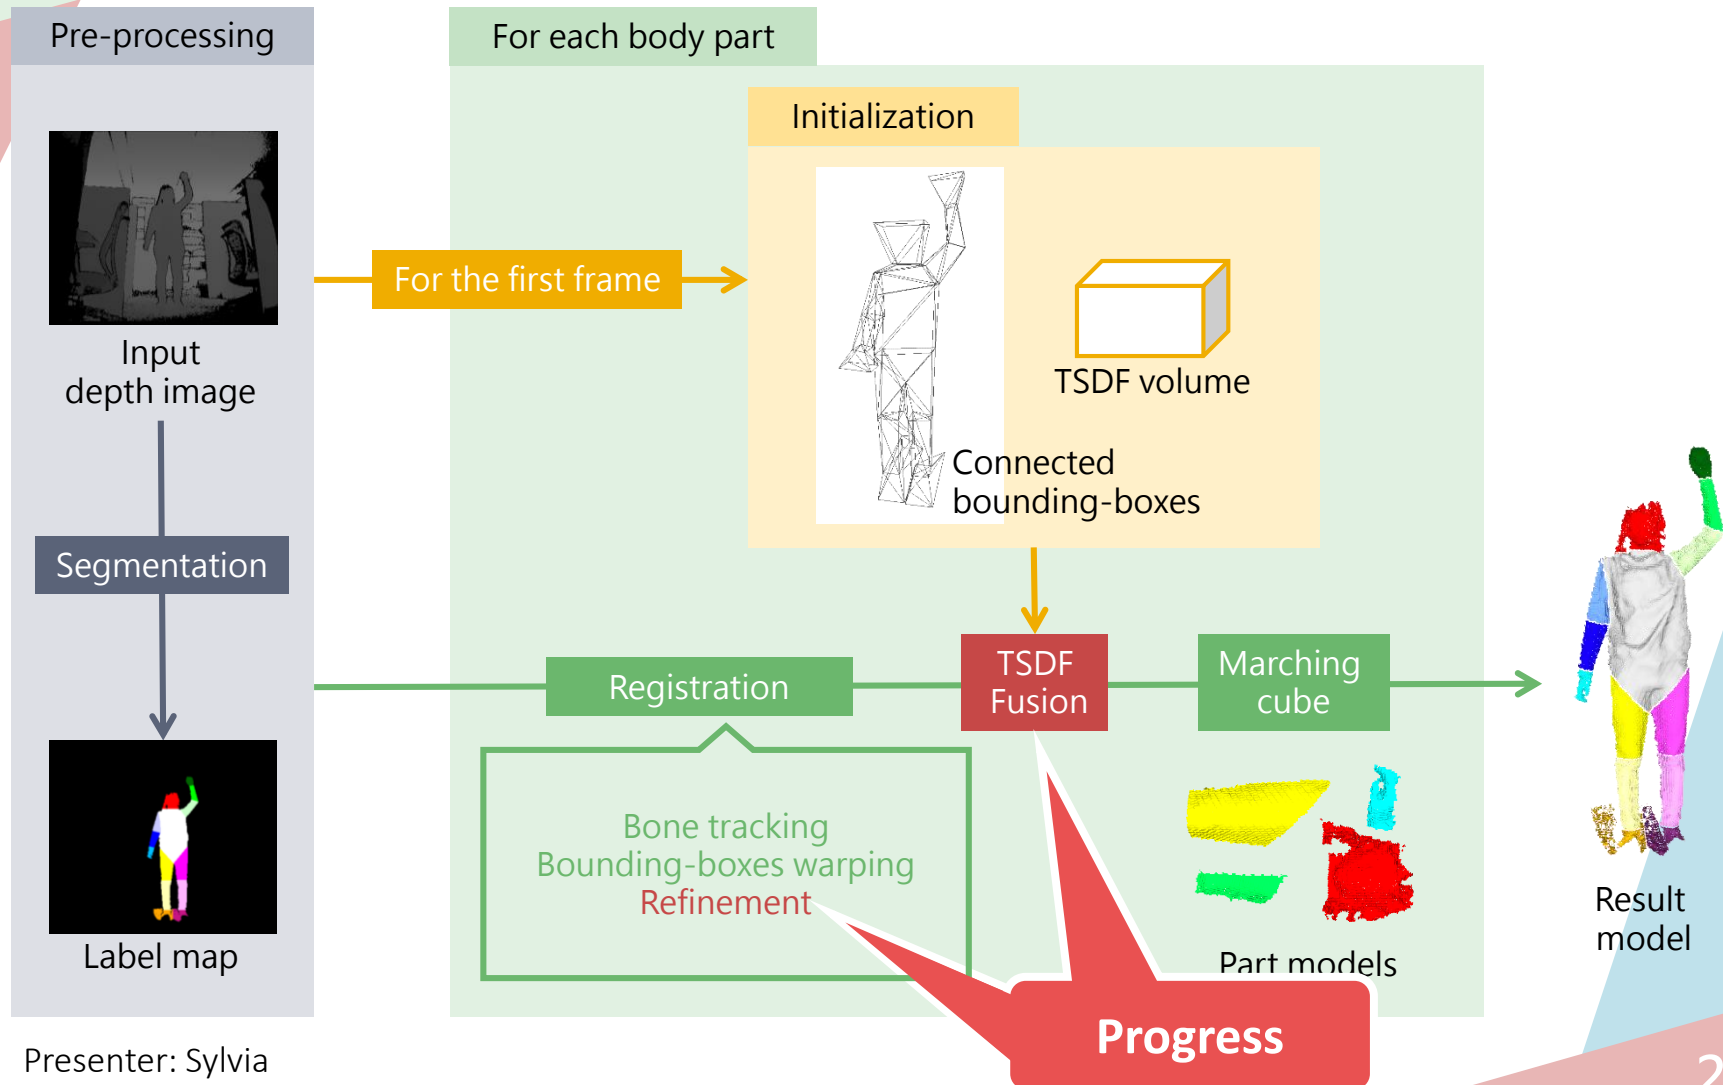 Pre-processing
For each body part
Initialization
For the first frame
Input
depth image
TSDF volume
Connected
bounding-boxes
Segmentation
Registration
TSDF
Fusion
Marching
cube
Bone tracking
Bounding-boxes warping
Refinement
Label map
Part models
Result
model
Progress
Presenter: Sylvia
2